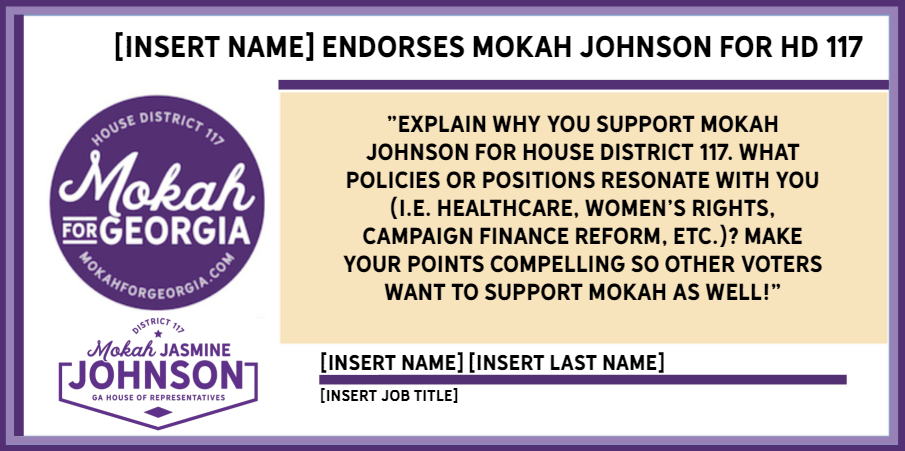 [INSERT NAME] ENDORSES MOKAH JOHNSON FOR HD 117
HOUSE DISTRICT 117
Mokah
FOR GEORGIA
MOKAHFORGEORGIA.COM
DISTRICT 117
Mokah JASMINE
JOHNSON
GA HOUSE OF REPRESENTATIVES
”EXPLAIN WHY YOU SUPPORT MOKAH
JOHNSON FOR HOUSE DISTRICT 117. WHAT
POLICIES OR POSITIONS RESONATE WITH YOU
(I.E. HEALTHCARE, WOMEN’S RIGHTS,
CAMPAIGN FINANCE REFORM, ETC.)? MAKE
YOUR POINTS COMPELLING SO OTHER VOTERS
WANT TO SUPPORT MOKAH AS WELL!”
[INSERT NAME] [INSERT LAST NAME]
[INSERT JOB TITLE]